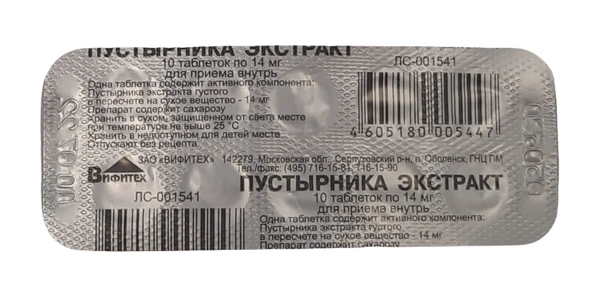 ПУСТЫРНИКА ЭКСТРАКТ
10 таблеток по 14 мг
для приема внутрь
ЛС-001541
Одна таблетка содержит активного компонента:
Пустырника экстракта густого
в пересчете на сухое вещество - 14 мг
Препарат содержит сахарозу
Хранить в сухом, защищенном от света месте
при температуре не выше 25 °С
Хранить в недоступном для детей месте
Отпускают без рецепта
4 605180 005447
ВИФИТЕХ
ЗАО «ВИФИТЕХ» 142279, Московская обл., Серпуховский р-н, п. Оболенск, ГНЦ ПМ
Тел./факс: (495) 716-15-81, 716-15-90
ПУСТЫРНИКА ЭКСТРАКТ
10 таблеток по 14 мг
для приема внутрь
ЛС-001541
Одна таблетка содержит активного компонента:
Пустырника экстракта густого
в пересчете на сухое вещество - 14 мг
Препарат содержит сахарозу